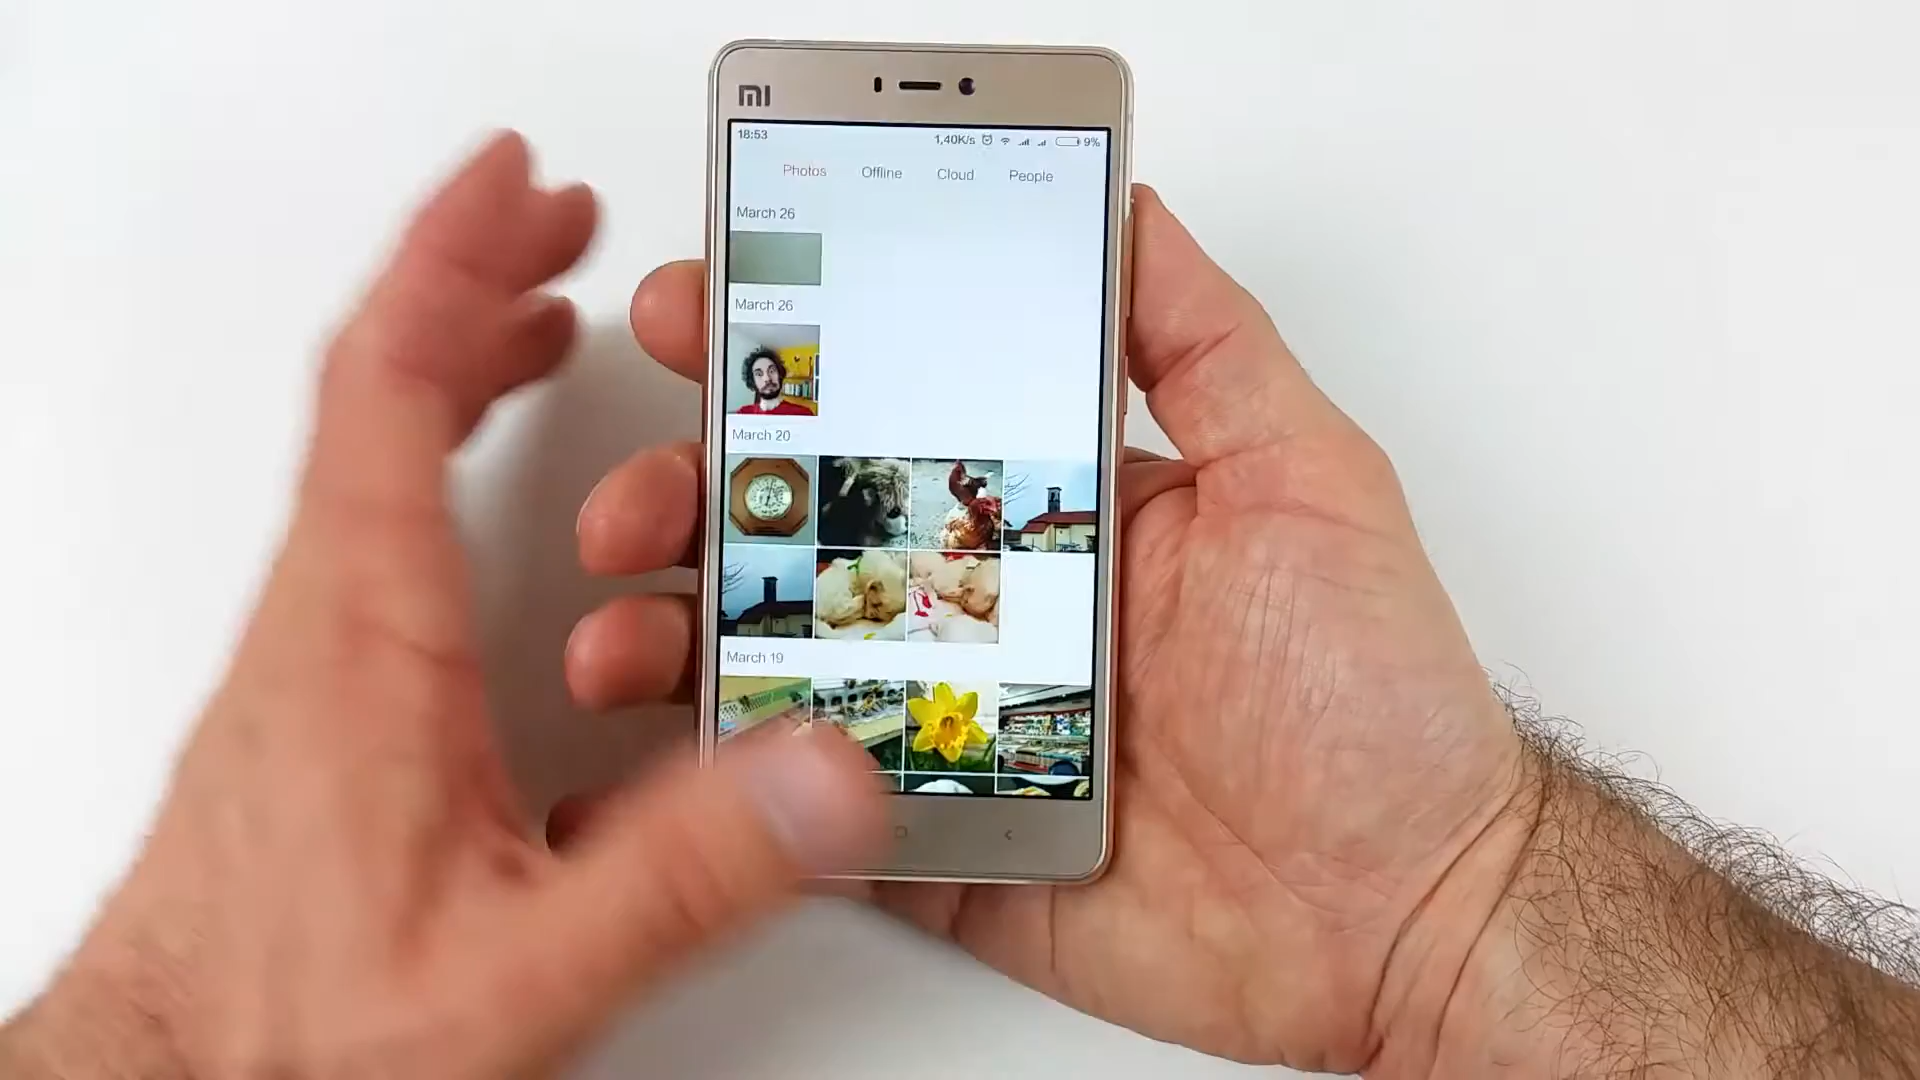 MI
18:53 1,40K/s 9%
Photos Offline Cloud People
March 26
March 26
March 20
March 19